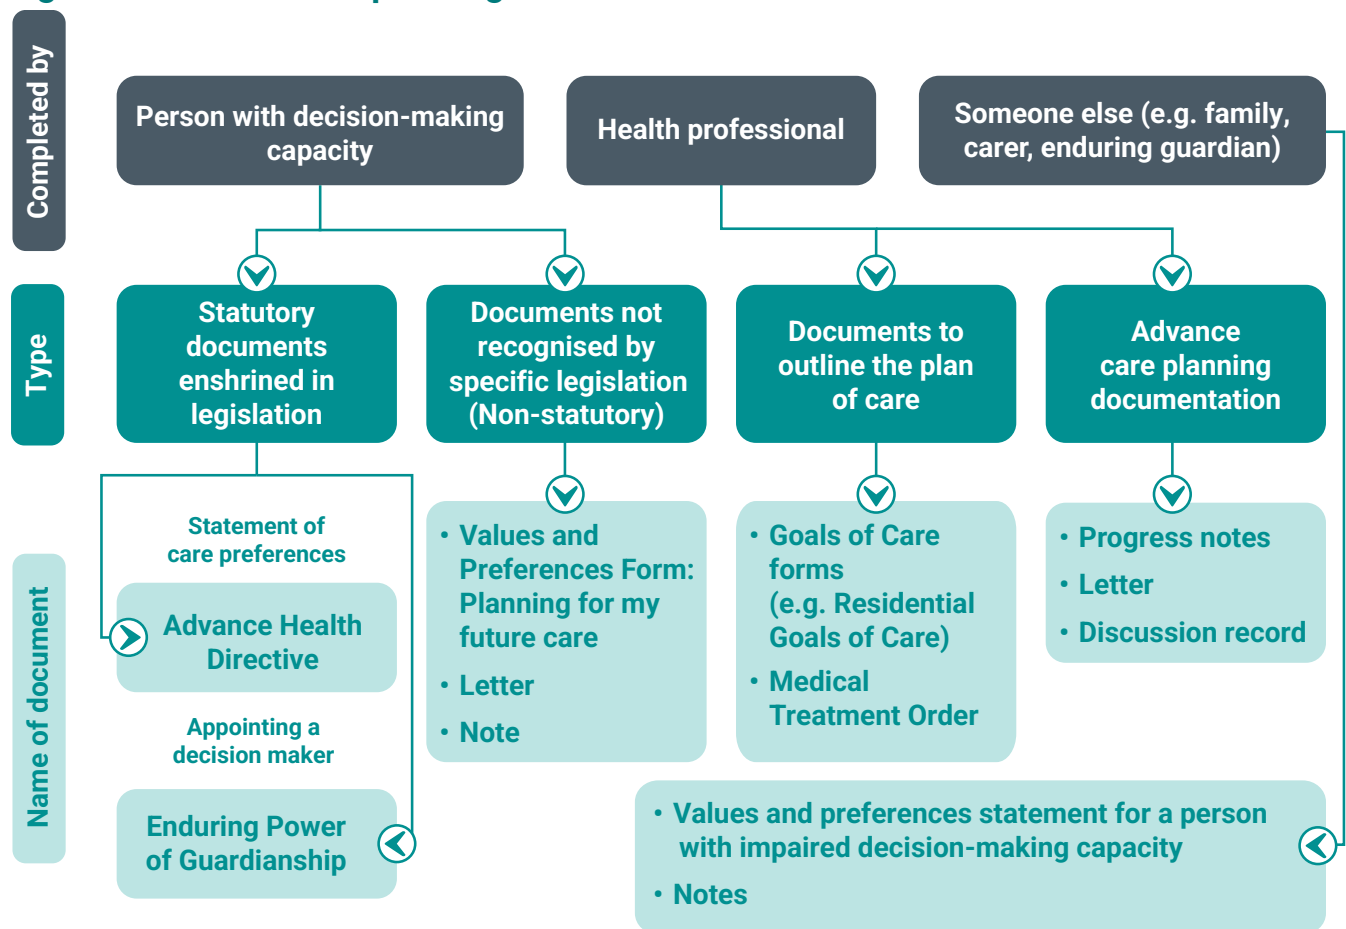 Completed by
Person with decision-making
capacity
Health professional
Someone else (e.g. family,
carer, enduring guardian)
Type
Statutory
documents
enshrined in
legislation
Documents not
recognised by
specific legislation
(Non-statutory)
Documents to
outline the plan
of care
Advance
care planning
documentation
Name of document
Statement of
care preferences
Advance Health
Directive
Appointing a
decision maker
Enduring Power
of Guardianship
• Values and
Preferences Form:
Planning for my
future care
• Letter
• Note
• Goals of Care
forms
(e.g. Residential
Goals of Care)
• Medical
Treatment Order
• Progress notes
• Letter
• Discussion record
• Values and preferences statement for a person
with impaired decision-making capacity
• Notes